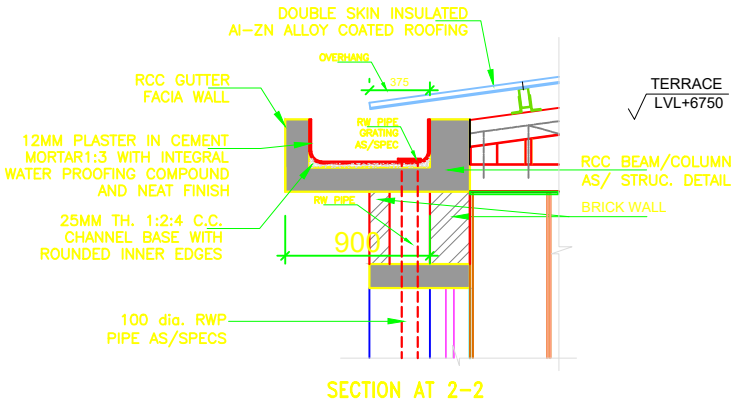 DOUBLE SKIN INSULATED
Al-ZN ALLOY COATED ROOFING
OVERHANG
375
RCC GUTTER
FACIA WALL
TERRACE
LVL+6750
12MM PLASTER IN CEMENT
MORTAR1:3 WITH INTEGRAL
WATER PROOFING COMPOUND
AND NEAT FINISH
RW PIPE
GRATING
AS/SPEC
RCC BEAM/COLUMN
AS/ STRUC. DETAIL
RW PIPE
BRICK WALL
25MM TH. 1:2:4 C.C.
CHANNEL BASE WITH
ROUNDED INNER EDGES
900
100 dia. RWP
PIPE AS/SPECS
SECTION AT 2-2